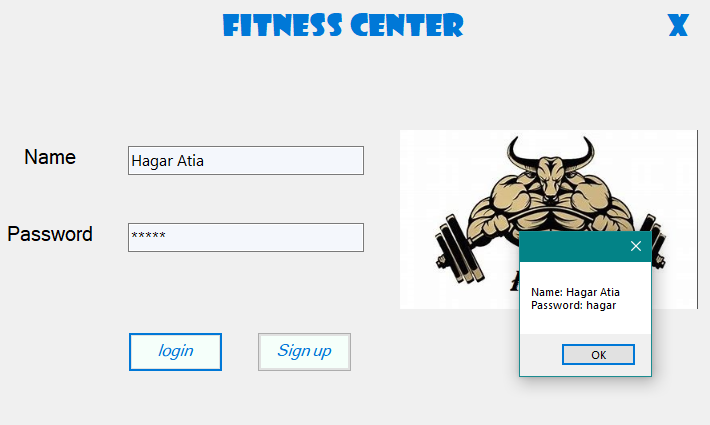 FITNESS CENTER
X
Name
Hagar Atia
Password
*****
login
Sign up
Name: Hagar Atia
Password: hagar
OK